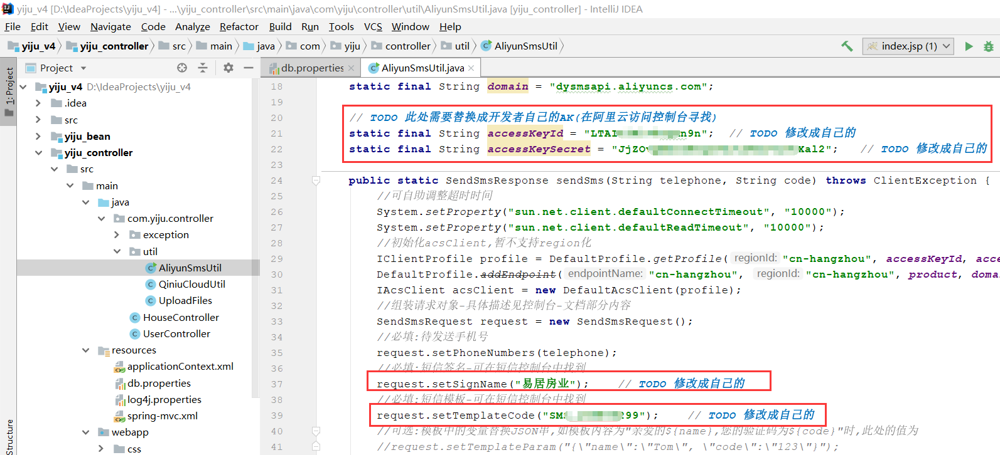 yiju_v4 [D:\IdeaProjects\yiju_v4] - ...\yiju_controller\src\main\java\com\yiju\controller\util\AliyunSmsUtil.java [yiju_controller] - IntelliJ IDEA
File Edit View Navigate Code Analyze Refactor Build Run Tools VCS Window Help
yiju_v4 yiju_controller src main java com yiju controller util AliyunSmsUtil index.jsp (1)
Project
1: Project
yiju_v4 D:\IdeaProjects\yiju_v4
.idea
src
yiju_bean
yiju_controller
src
main
java
com.yiju.controller
exception
util
AliyunSmsUtil
QiniuCloudUtil
UploadFiles
HouseController
UserController
resources
applicationContext.xml
db.properties
log4j.properties
spring-mvc.xml
webapp
css
Structure
db.properties AliyunSmsUtil.java
18 static final String domain = "dysmsapi.aliyuncs.com";
19
20 // TODO 此处需要替换成开发者自己的AK(在阿里云访问控制台寻找)
21 static final String accessKeyId = "LTAI n9n"; // TODO 修改成自己的
22 static final String accessKeySecret = "JjZO Kal2"; // TODO 修改成自己的
23
24 public static SendSmsResponse sendSms(String telephone, String code) throws ClientException {
25 //可自助调整超时时间
26 System.setProperty("sun.net.client.defaultConnectTimeout", "10000");
27 System.setProperty("sun.net.client.defaultReadTimeout", "10000");
28 //初始化acsClient,暂不支持region化
29 IClientProfile profile = DefaultProfile.getProfile( regionId: "cn-hangzhou", accessKeyId, acce
30 DefaultProfile.addEndpoint( endpointName: "cn-hangzhou", regionId: "cn-hangzhou", product, doma
31 IAcsClient acsClient = new DefaultAcsClient(profile);
32 //组装请求对象-具体描述见控制台-文档部分内容
33 SendSmsRequest request = new SendSmsRequest();
34 //必填:待发送手机号
35 request.setPhoneNumbers(telephone);
36 //必填:短信签名-可在短信控制台中找到
37 request.setSignName("易居房业"); // TODO 修改成自己的
38 //必填:短信模板-可在短信控制台中找到
39 request.setTemplateCode("SMS 299"); // TODO 修改成自己的
40 //可选:模板中的变量替换JSON串,如模板内容为"亲爱的${name},您的验证码为${code}"时,此处的值为
41 //request.setTemplateParam("{\"name\":\"Tom\", \"code\":\"123\"}");